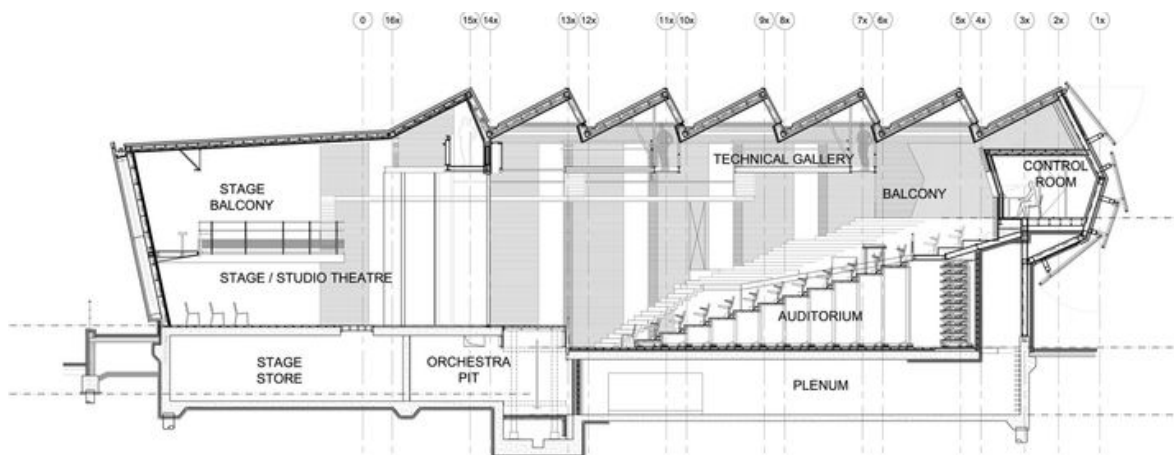 0
16x
15x
14x
13x
12x
11x
10x
9x
8x
7x
6x
5x
4x
3x
2x
1x
TECHNICAL GALLERY
CONTROL
ROOM
STAGE
BALCONY
BALCONY
STAGE / STUDIO THEATRE
AUDITORIUM
STAGE
STORE
ORCHESTRA
PIT
PLENUM